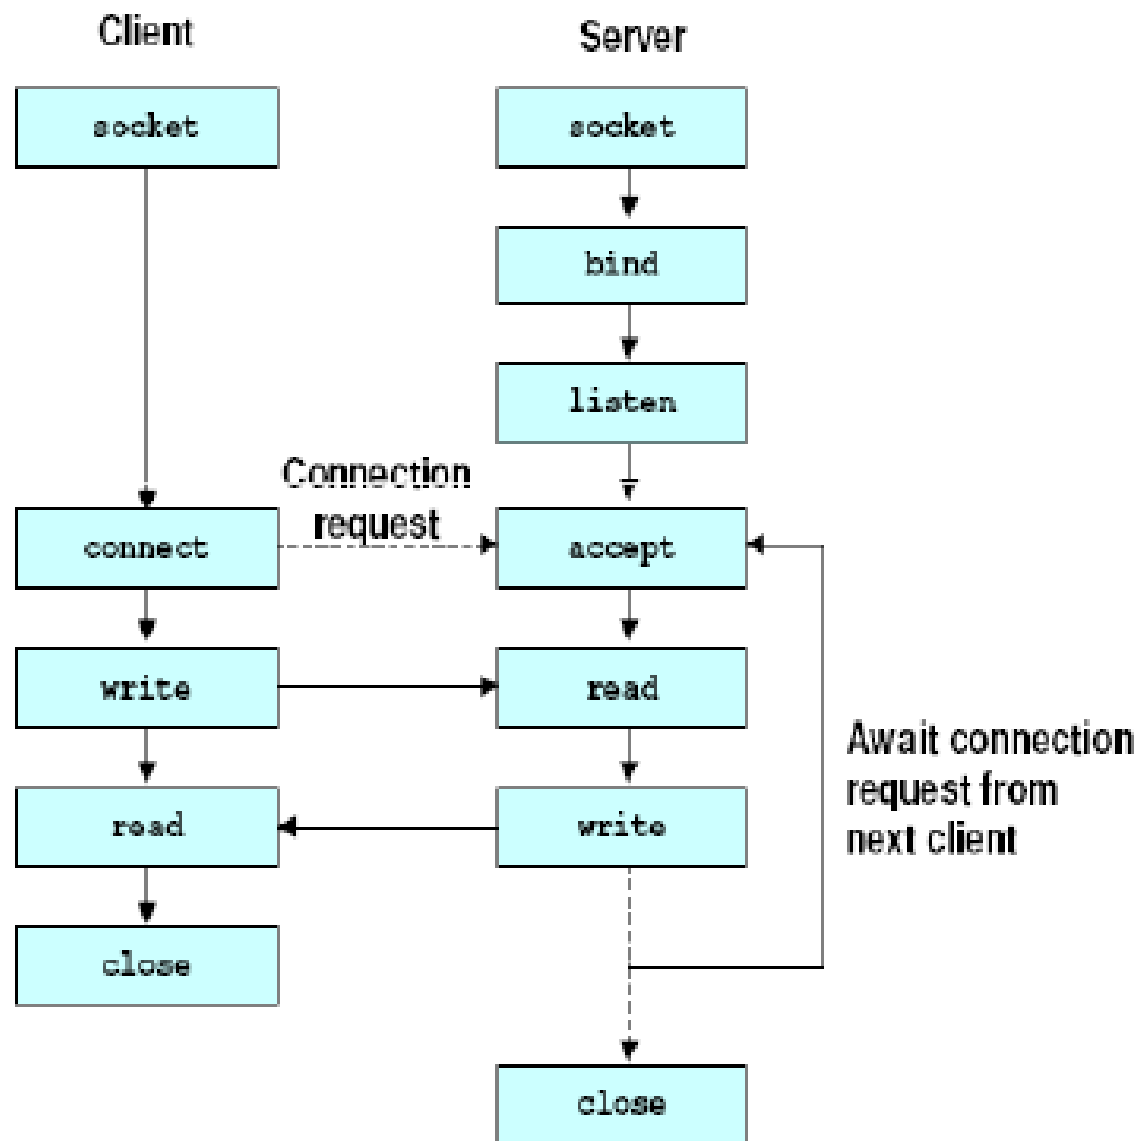 Client
Server
socket
socket
bind
listen
Connection
request
connect
accept
write
read
read
write
Await connection
request from
next client
close
close